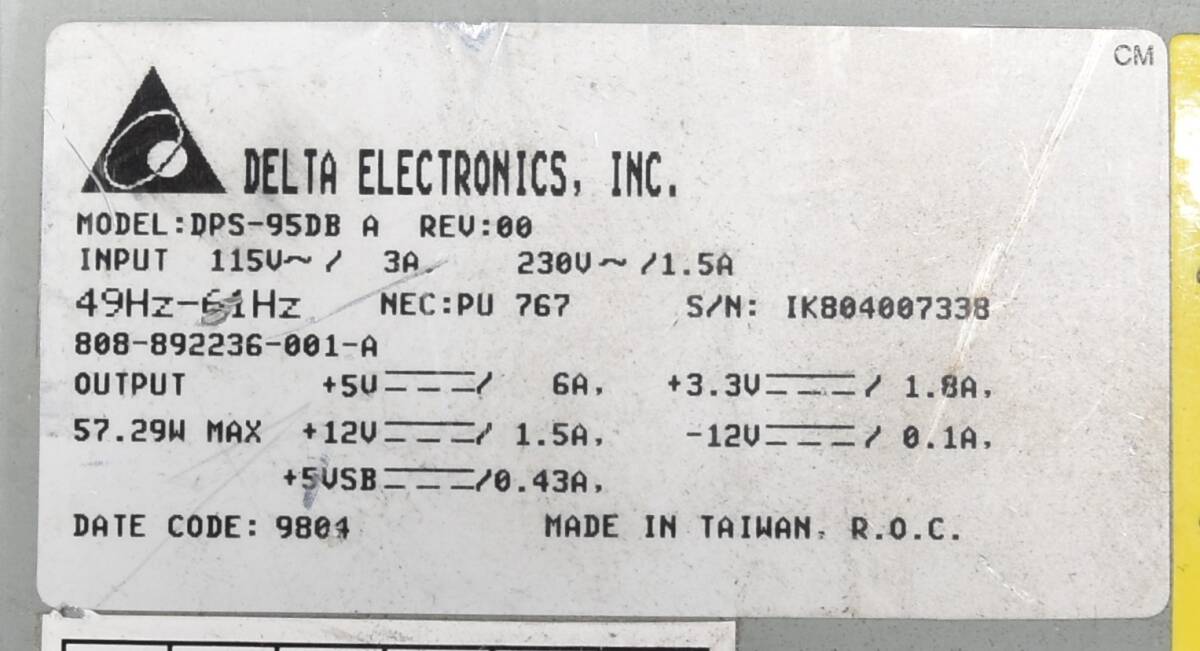 CM
DELTA ELECTRONICS, INC.
MODEL:DPS-95DB A REV:00
INPUT 115V~ / 3A. 230V~ /1.5A
49Hz-61Hz NEC:PU 767 S/N: IK804007338
808-892236-001-A
OUTPUT +5V⎓/ 6A, +3.3V⎓/ 1.8A,
57.29W MAX +12V⎓/ 1.5A, -12V⎓/ 0.1A,
+5VSB⎓/0.43A,
DATE CODE: 9804 MADE IN TAIWAN, R.O.C.